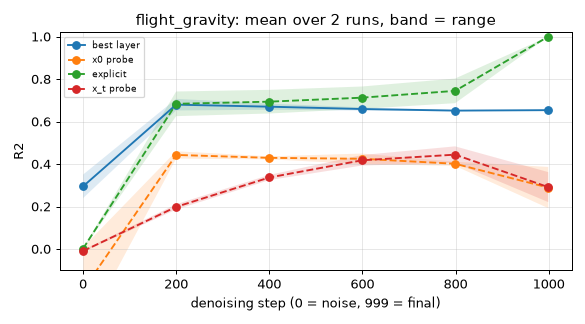 flight_gravity: mean over 2 runs, band = range
best layer
x0 probe
explicit
x_t probe
R2
1.0
0.8
0.6
0.4
0.2
0.0
0
200
400
600
800
1000
denoising step (0 = noise, 999 = final)